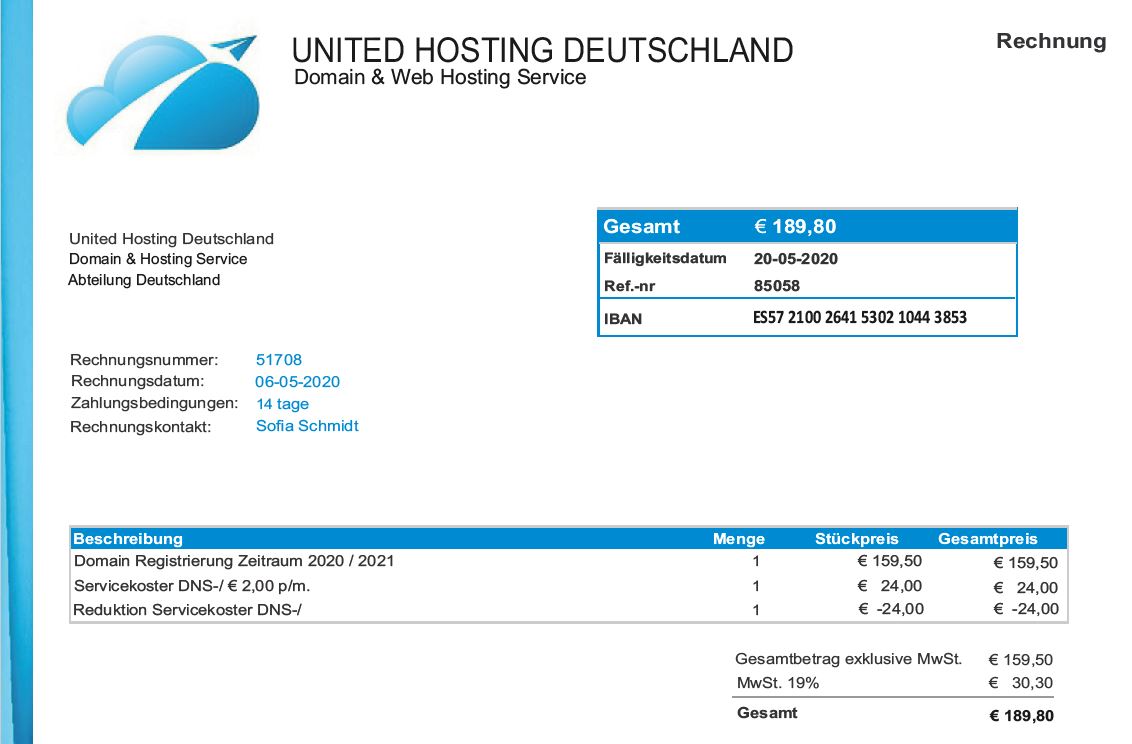 UNITED HOSTING DEUTSCHLAND
Domain & Web Hosting Service
Rechnung
United Hosting Deutschland
Domain & Hosting Service
Abteilung Deutschland
Gesamt € 189,80
Fälligkeitsdatum 20-05-2020
Ref.-nr 85058
IBAN ES57 2100 2641 5302 1044 3853
Rechnungsnummer: 51708
Rechnungsdatum: 06-05-2020
Zahlungsbedingungen: 14 tage
Rechnungskontakt: Sofia Schmidt
Beschreibung Menge Stückpreis Gesamtpreis
Domain Registrierung Zeitraum 2020 / 2021 1 € 159,50 € 159,50
Servicekoster DNS-/ € 2,00 p/m. 1 € 24,00 € 24,00
Reduktion Servicekoster DNS-/ 1 € -24,00 € -24,00
Gesamtbetrag exklusive MwSt. € 159,50
MwSt. 19% € 30,30
Gesamt € 189,80